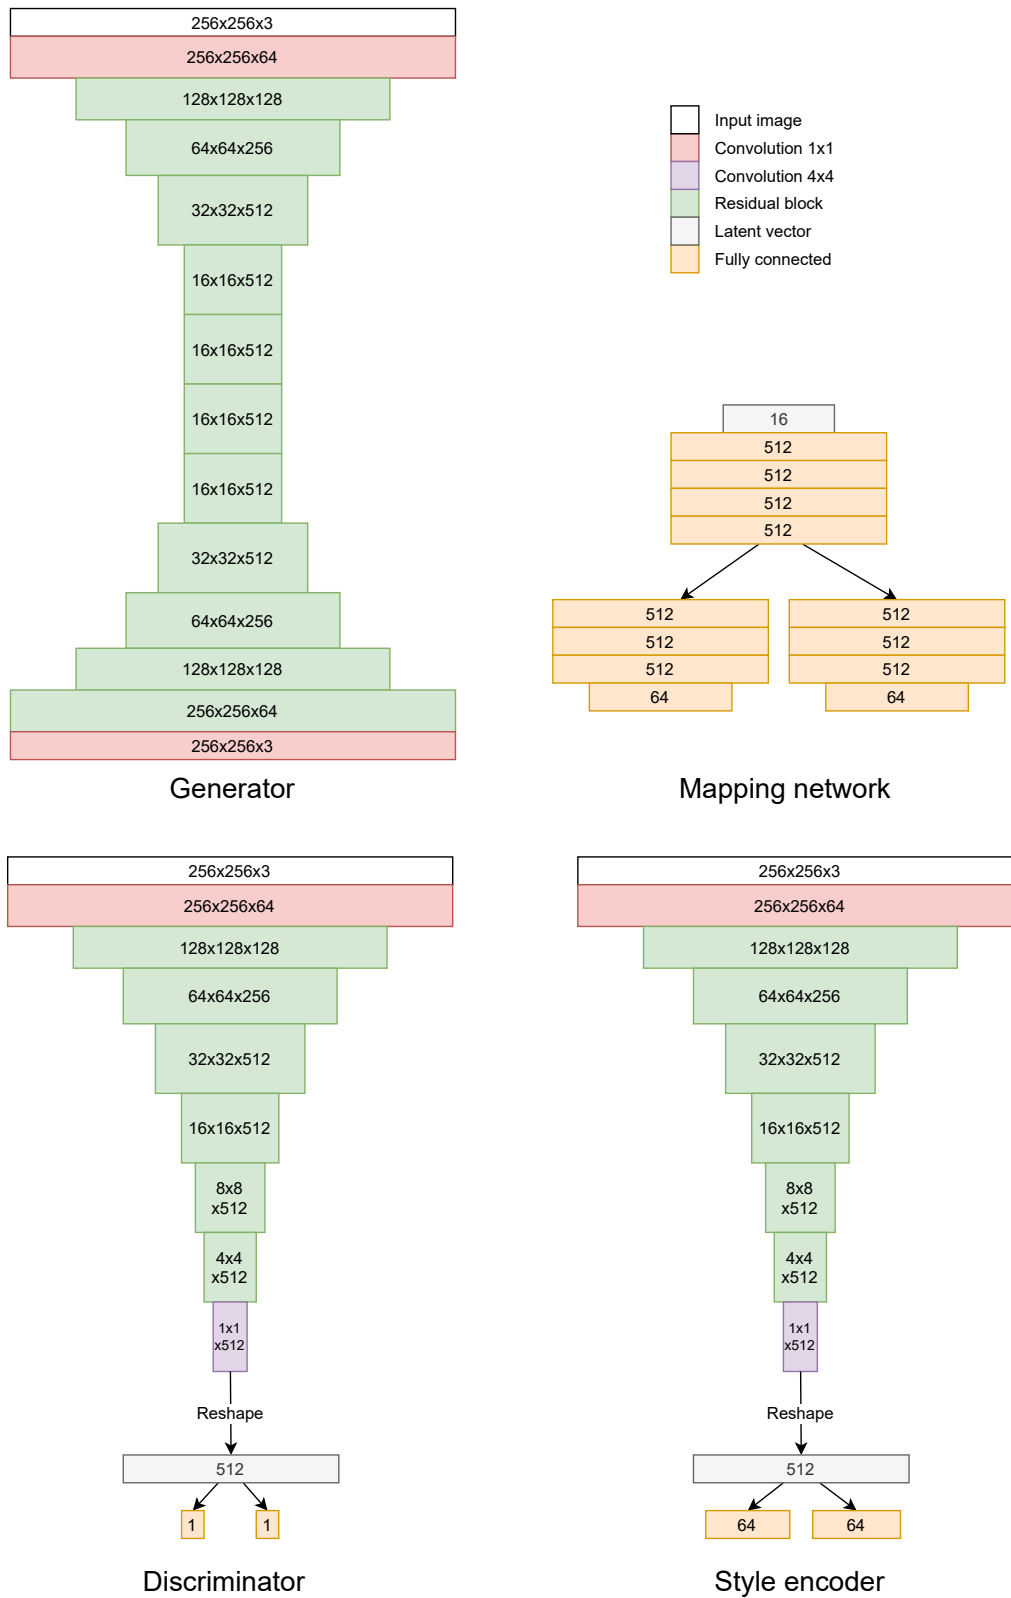 256x256x3
256x256x64
128x128x128
64x64x256
32x32x512
16x16x512
16x16x512
16x16x512
16x16x512
32x32x512
64x64x256
128x128x128
256x256x64
256x256x3
Generator
Input image
Convolution 1x1
Convolution 4x4
Residual block
Latent vector
Fully connected
16
512
512
512
512
512
512
512
64
512
512
512
64
Mapping network
256x256x3
256x256x64
128x128x128
64x64x256
32x32x512
16x16x512
8x8
x512
4x4
x512
1x1
x512
Reshape
512
1
1
Discriminator
256x256x3
256x256x64
128x128x128
64x64x256
32x32x512
16x16x512
8x8
x512
4x4
x512
1x1
x512
Reshape
512
64
64
Style encoder